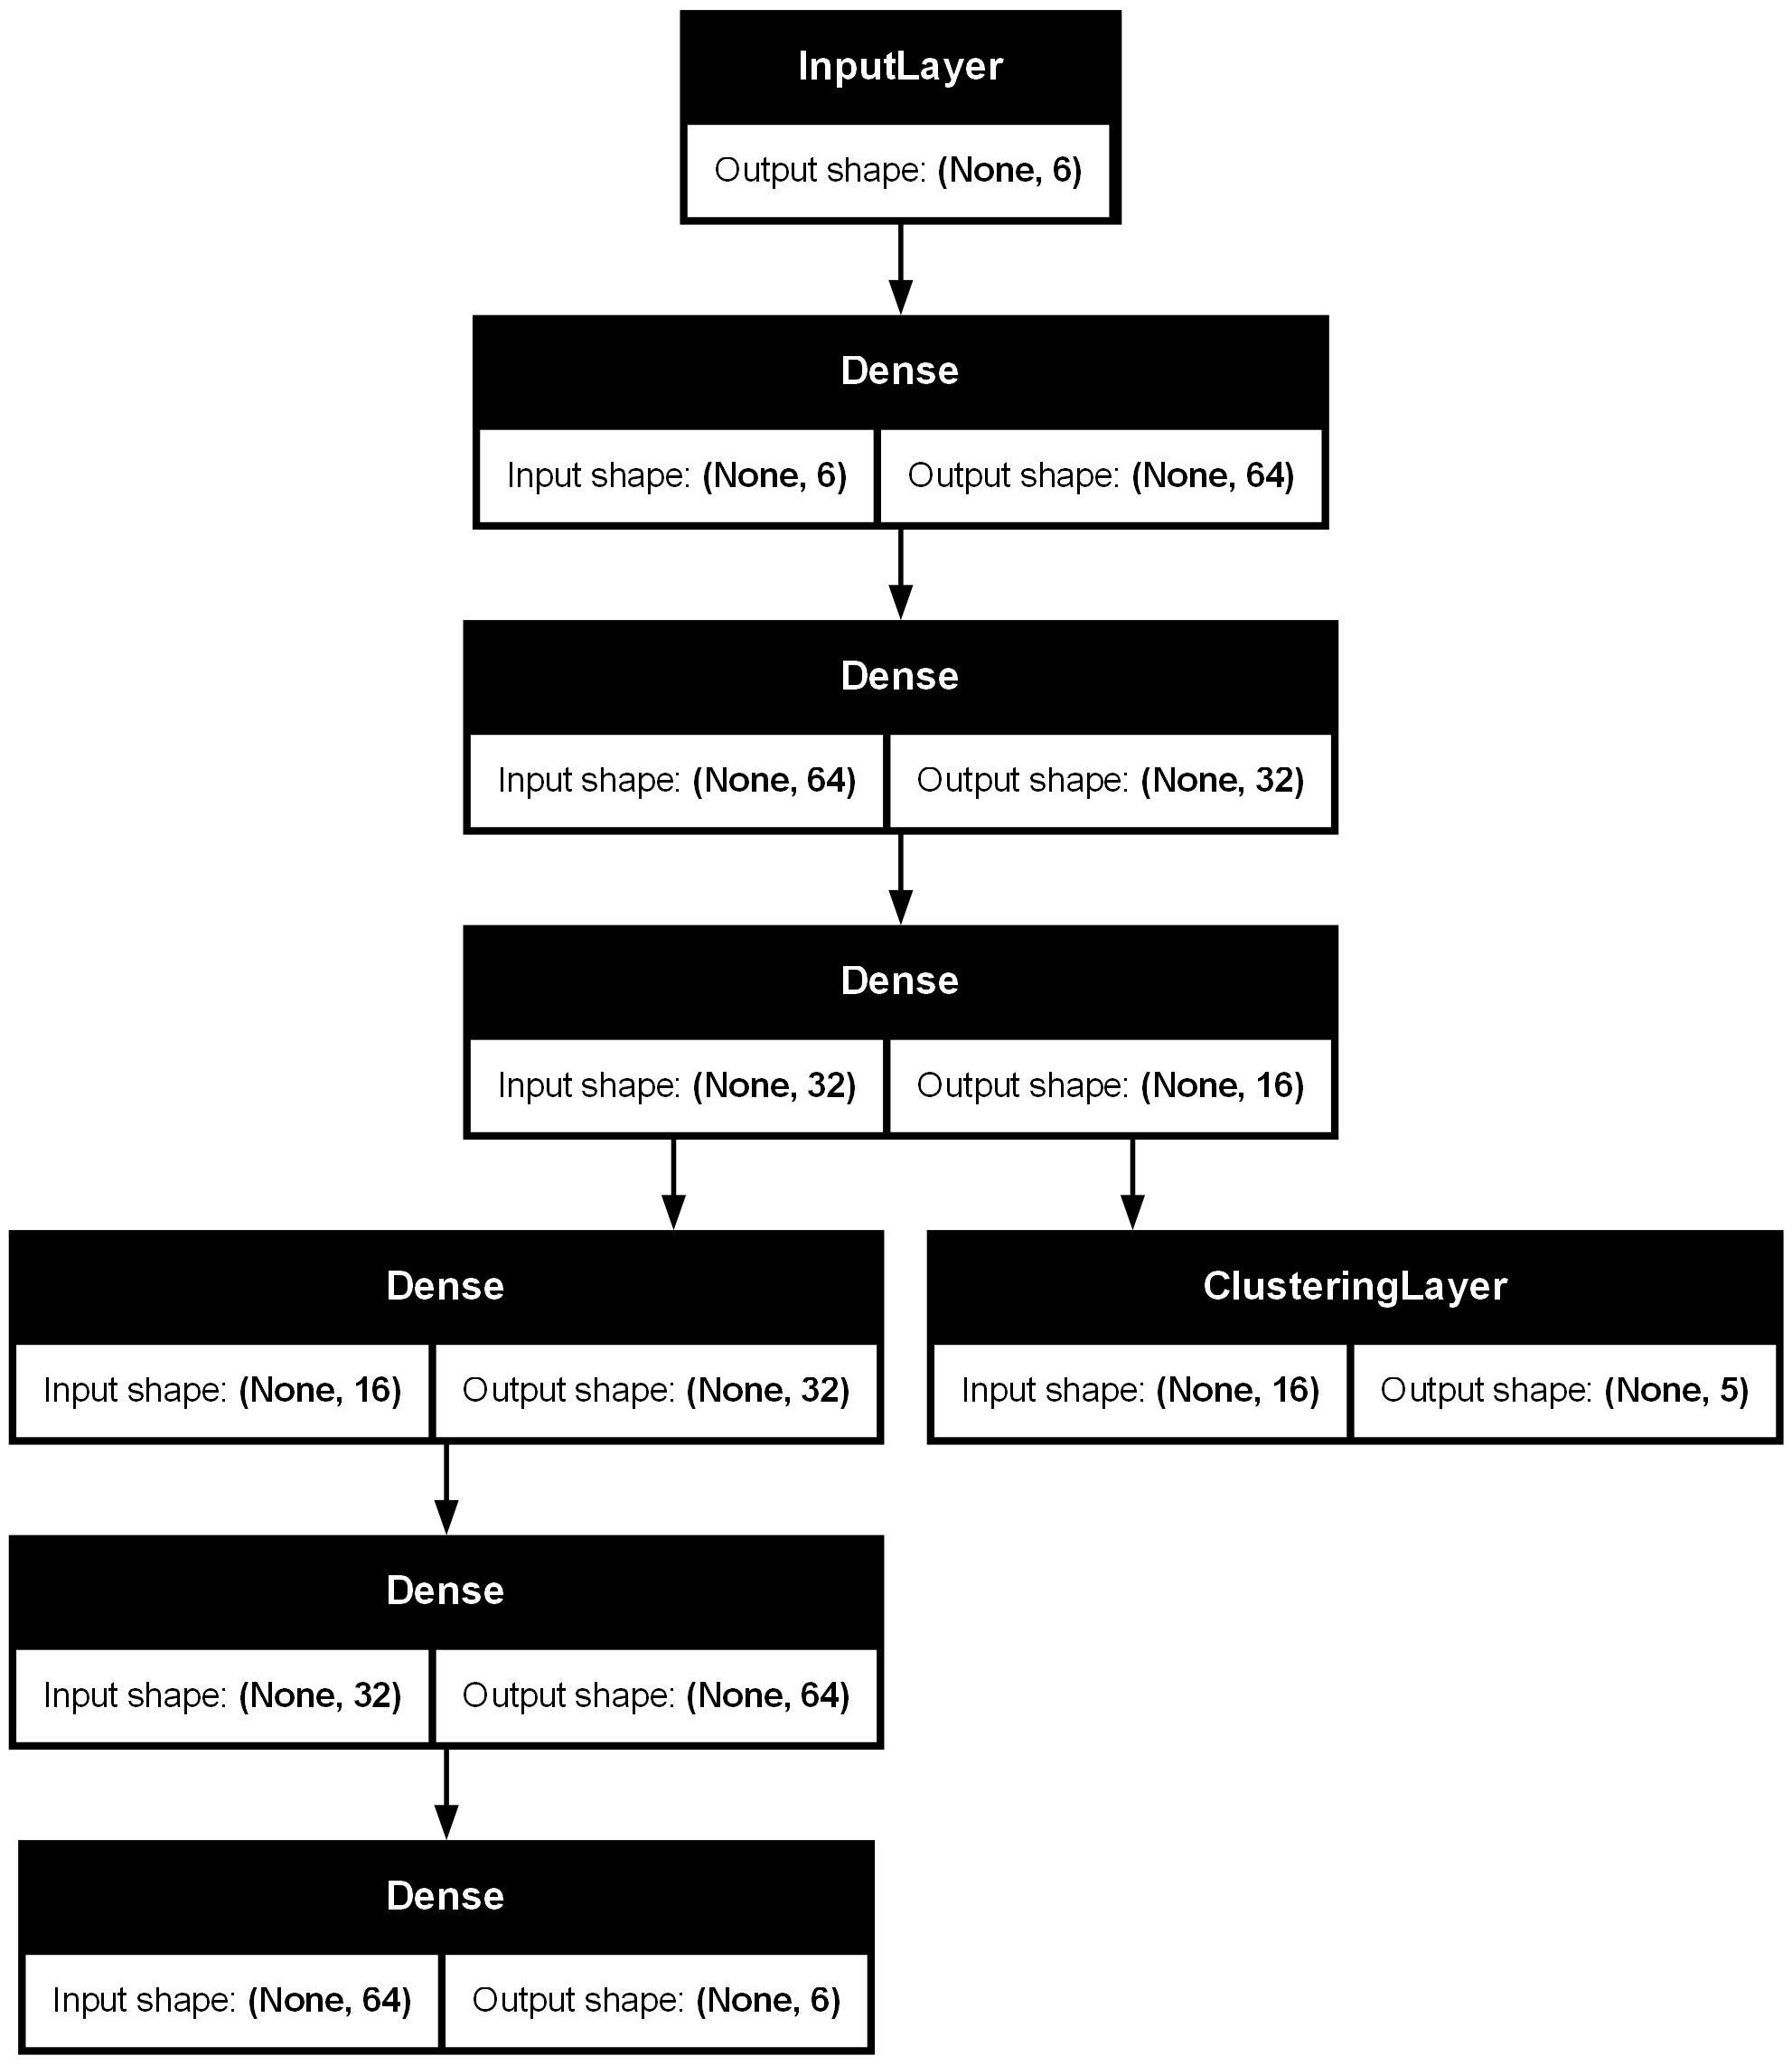 InputLayer
Output shape: (None, 6)
Dense
Input shape: (None, 6) Output shape: (None, 64)
Dense
Input shape: (None, 64) Output shape: (None, 32)
Dense
Input shape: (None, 32) Output shape: (None, 16)
Dense
Input shape: (None, 16) Output shape: (None, 32)
ClusteringLayer
Input shape: (None, 16) Output shape: (None, 5)
Dense
Input shape: (None, 32) Output shape: (None, 64)
Dense
Input shape: (None, 64) Output shape: (None, 6)